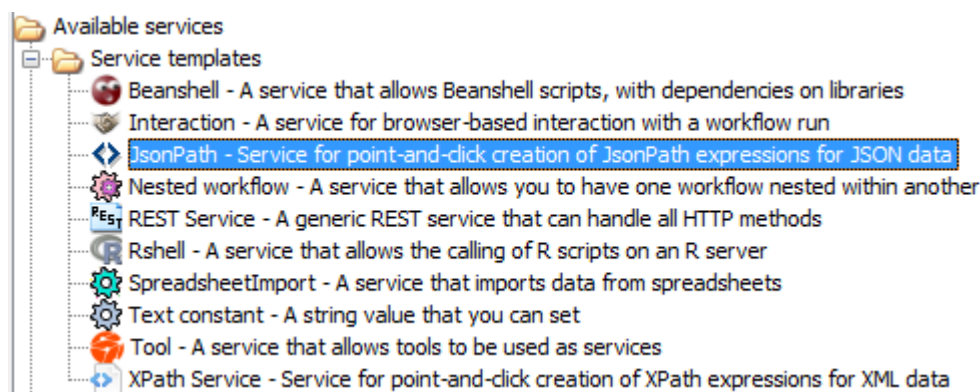 Available services
Service templates
Beanshell - A service that allows Beanshell scripts, with dependencies on libraries
Interaction - A service for browser-based interaction with a workflow run
JsonPath - Service for point-and-click creation of JsonPath expressions for JSON data
Nested workflow - A service that allows you to have one workflow nested within another
REST REST Service - A generic REST service that can handle all HTTP methods
R Rshell - A service that allows the calling of R scripts on an R server
SpreadsheetImport - A service that imports data from spreadsheets
Text constant - A string value that you can set
Tool - A service that allows tools to be used as services
XPath Service - Service for point-and-click creation of XPath expressions for XML data